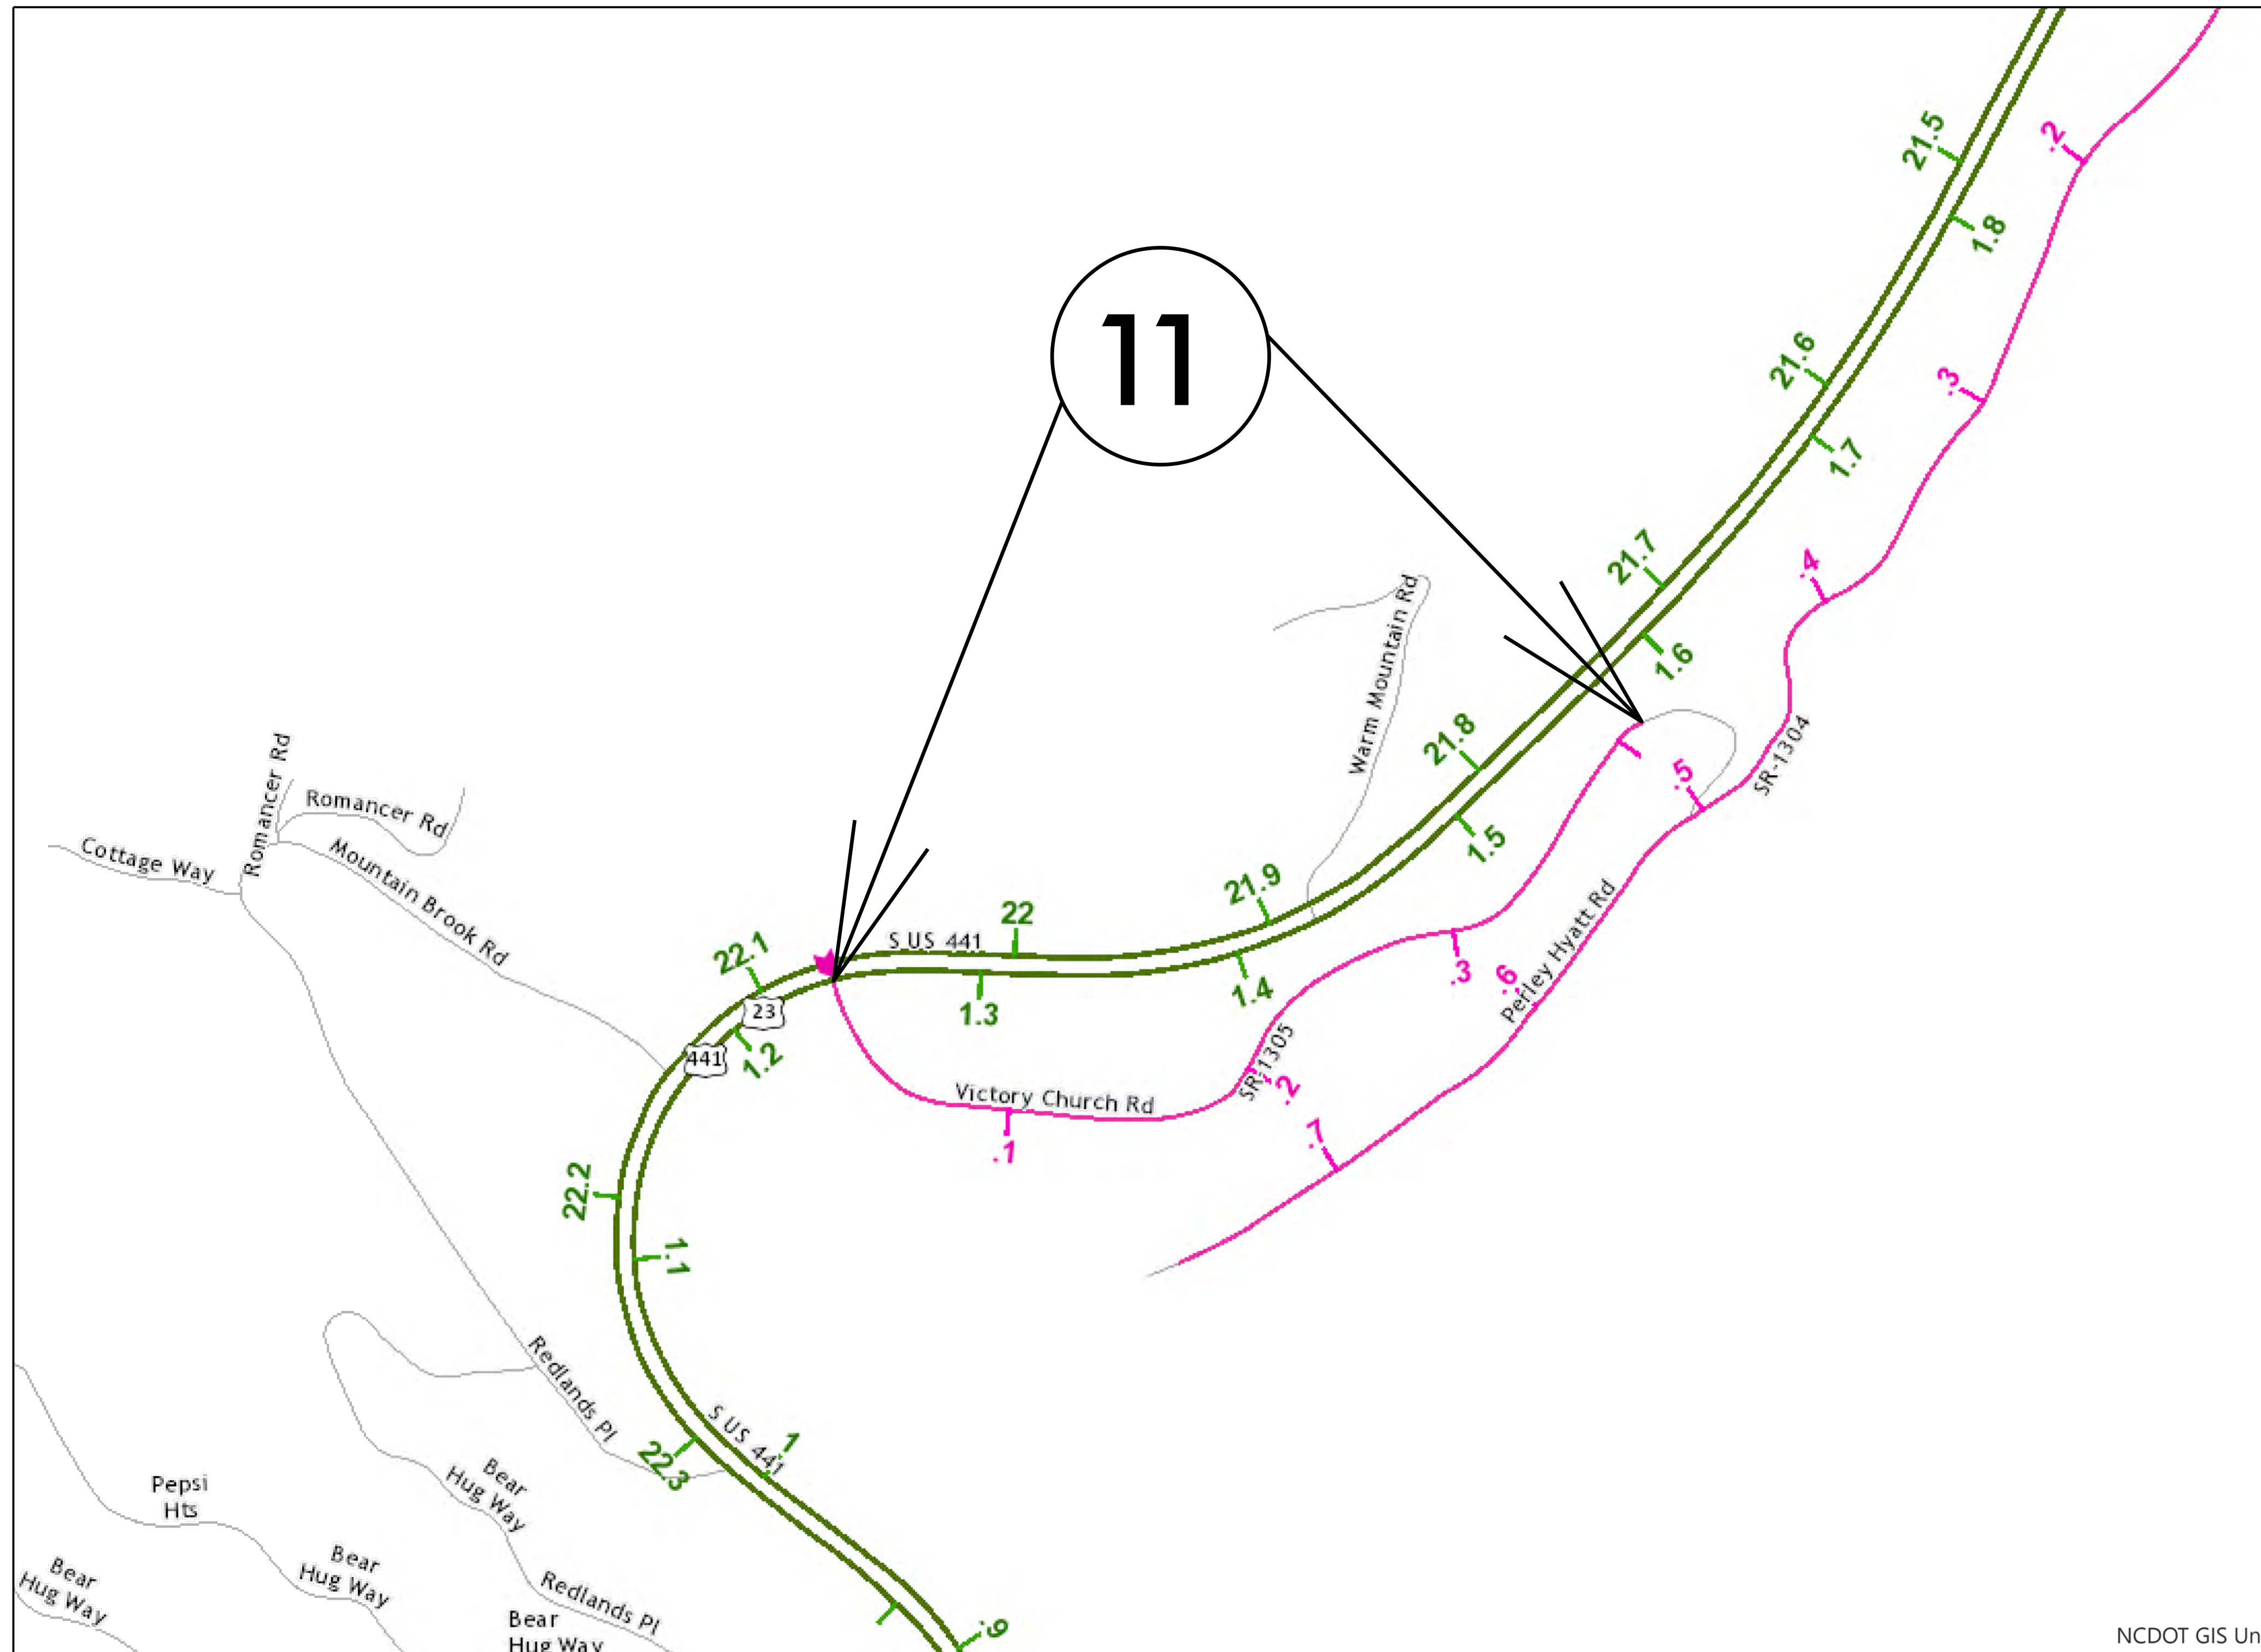 21.5
.2
1.8
11
21.6
.3
1.7
21.7
.4
1.6
Warm Mountain Rd
21.8
SR-1304
.5
1.5
Romancer Rd
Romancer Rd
Cottage Way
Mountain Brook Rd
21.9
22
S US 441
22.1
1.4
1.3
.3
.6
Perley Hyatt Rd
23
441
1.2
SR-1305
.2
Victory Church Rd
.1
.7
22.2
1.1
Redlands Pl
S US 441
1
22.3
Pepsi
Hts
Bear
Hug Way
Bear
Hug Way
Bear
Hug Way
Redlands Pl
Bear
Hug Way
.9
NCDOT GIS Un